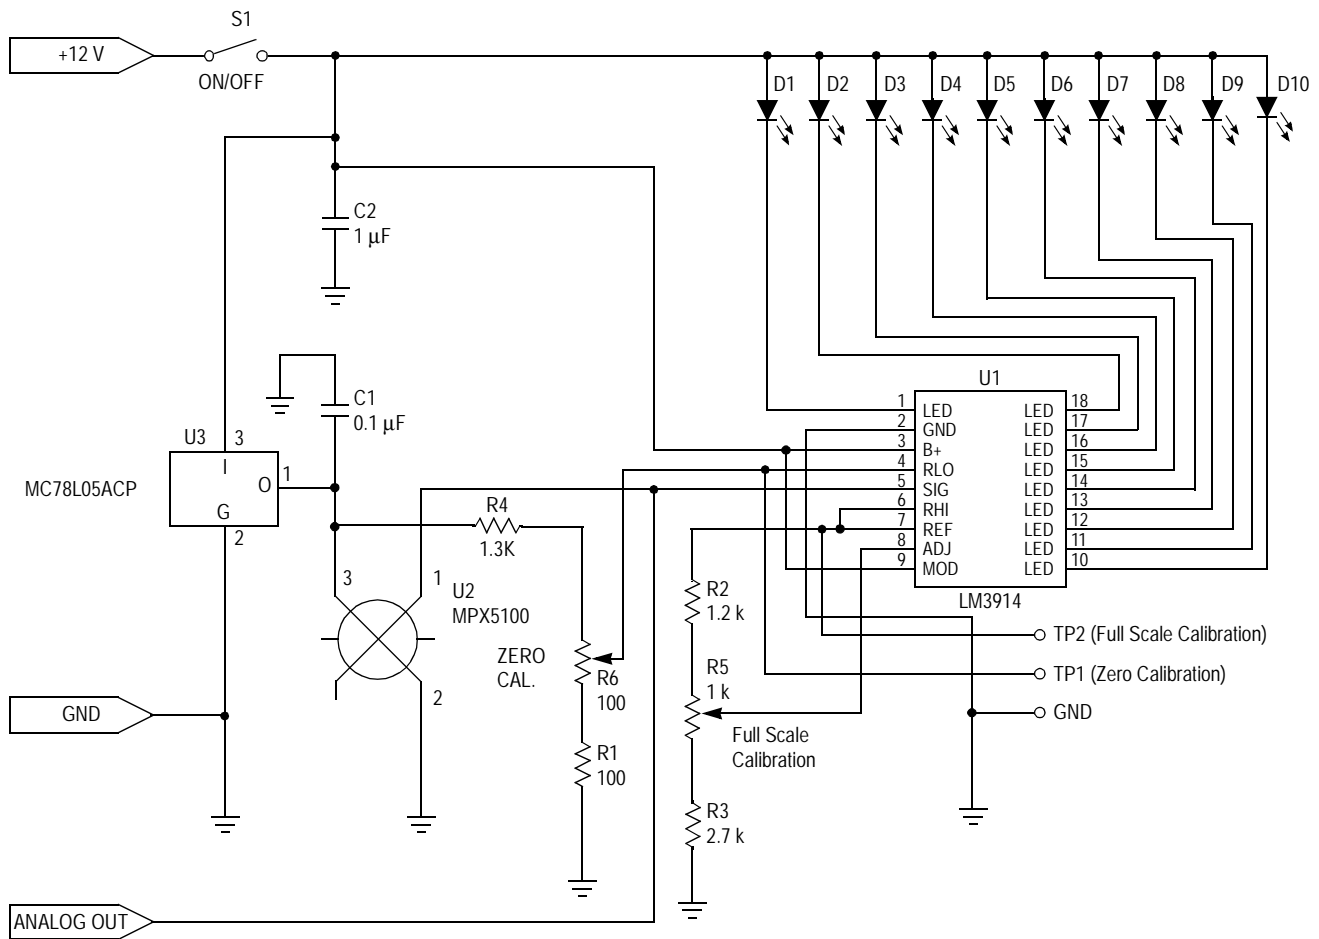 S1
+12 V
ON/OFF
D1
D2
D3
D4
D5
D6
D7
D8
D9
D10
C2
1 µF
C1
0.1 µF
U3
3
I
O
1
G
2
MC78L05ACP
R4
1.3K
3
1
U2
MPX5100
2
ZERO
CAL.
R6
100
R1
100
GND
ANALOG OUT
U1
1
LED
LED
18
2
GND
LED
17
3
B+
LED
16
4
RLO
LED
15
5
SIG
LED
14
6
RHI
LED
13
7
REF
LED
12
8
ADJ
LED
11
9
MOD
LED
10
LM3914
R2
1.2 k
R5
1 k
Full Scale
Calibration
R3
2.7 k
TP2 (Full Scale Calibration)
TP1 (Zero Calibration)
GND